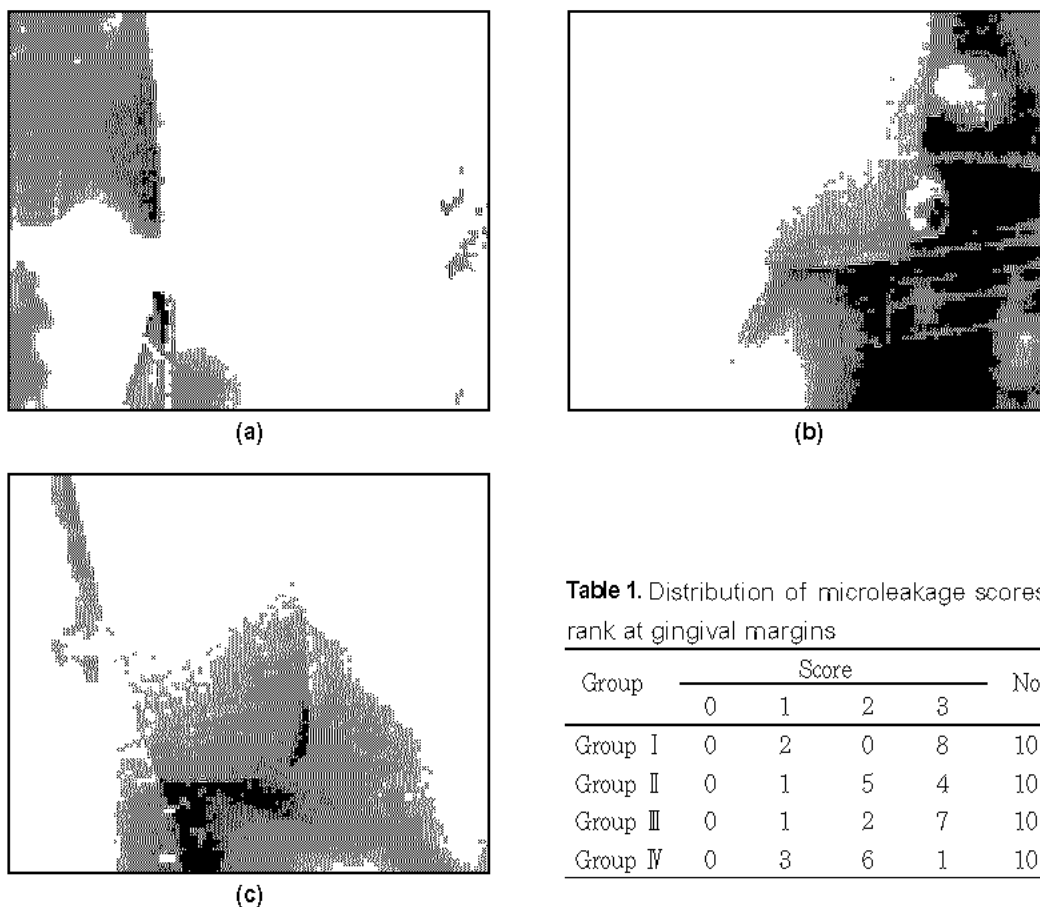 (a)
(b)
(c)
Table 1. Distribution of microleakage scores
rank at gingival margins
Group Score No
0 1 2 3
Group Ⅰ 0 2 0 8 10
Group Ⅱ 0 1 5 4 10
Group Ⅲ 0 1 2 7 10
Group Ⅳ 0 3 6 1 10